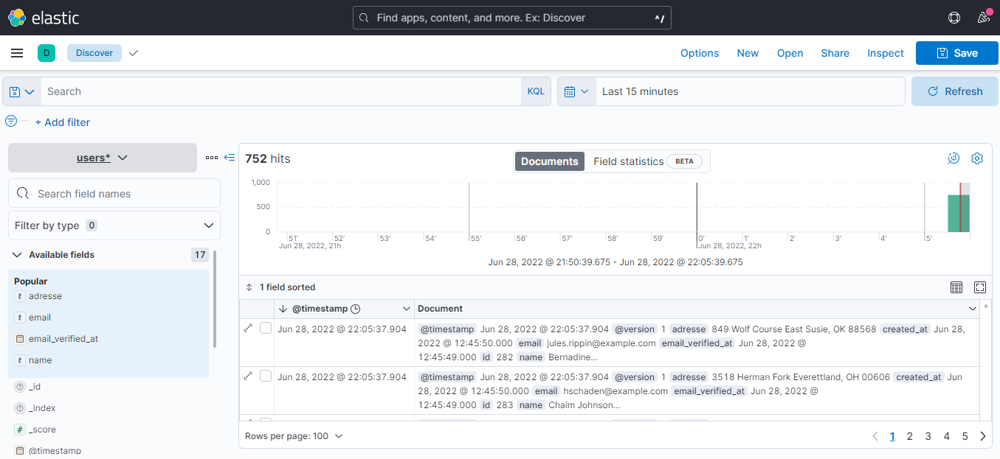 elastic
Find apps, content, and more. Ex: Discover ^/
D Discover
Options New Open Share Inspect Save
Search KQL
Last 15 minutes
Refresh
+ Add filter
users*
Search field names
Filter by type 0
Available fields 17
Popular
t adresse
t email
email_verified_at
t name
_id
_index
# _score
@timestamp
752 hits
Documents Field statistics BETA
1,000
500
0
51' 52' 53' 54' 55' 56' 57' 58' 59' 0' 1' 2' 3' 4' 5'
Jun 28, 2022, 21h Jun 28, 2022, 22h
Jun 28, 2022 @ 21:50:39.675 - Jun 28, 2022 @ 22:05:39.675
1 field sorted
@timestamp Document
Jun 28, 2022 @ 22:05:37.904 @timestamp Jun 28, 2022 @ 22:05:37.904 @version 1 adresse 849 Wolf Course East Susie, OK 88568 created_at Jun 28,
2022 @ 12:45:50.000 email jules.rippin@example.com email_verified_at Jun 28, 2022 @
12:45:49.000 id 282 name Bernadine…
Jun 28, 2022 @ 22:05:37.904 @timestamp Jun 28, 2022 @ 22:05:37.904 @version 1 adresse 3518 Herman Fork Everettland, OH 00606 created_at Jun
28, 2022 @ 12:45:50.000 email hschaden@example.com email_verified_at Jun 28, 2022 @
12:45:49.000 id 283 name Chaim Johnson…
Rows per page: 100
1 2 3 4 5